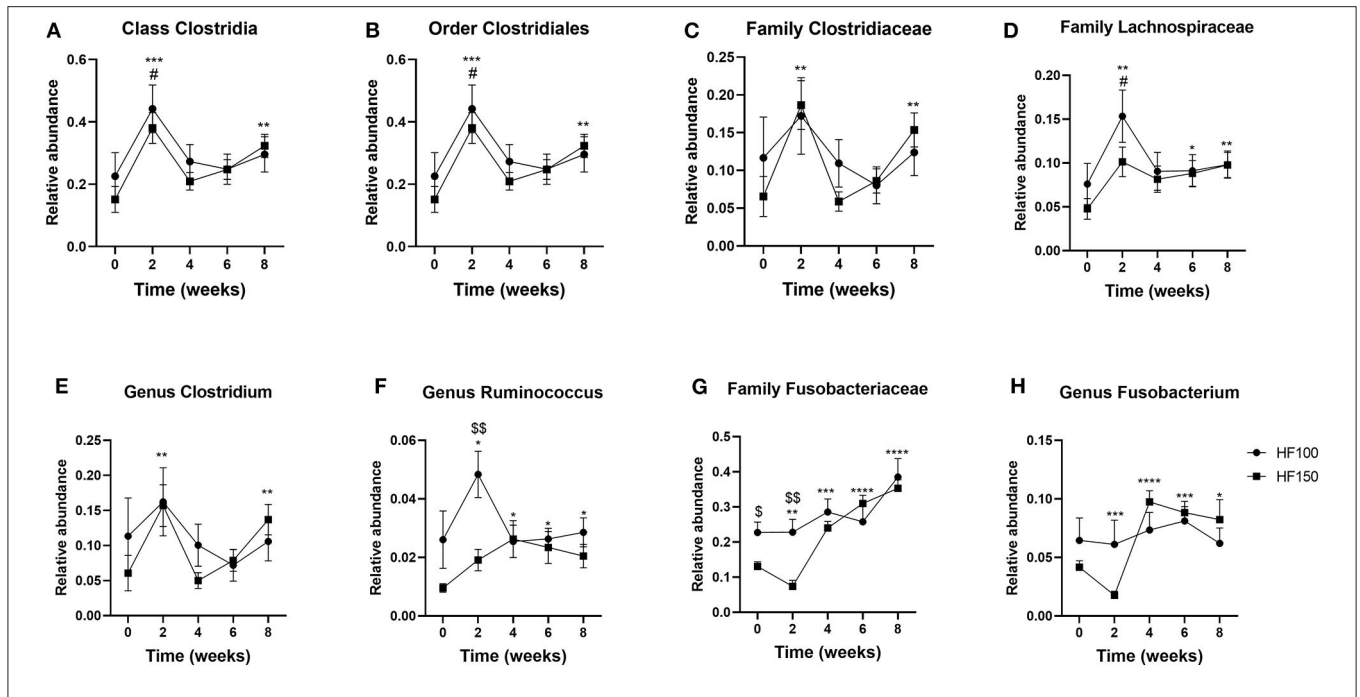 A Class Clostridia
Relative abundance
0.6
0.4
0.2
0.0
***
#
**
0 2 4 6 8
Time (weeks)
B Order Clostridiales
Relative abundance
0.6
0.4
0.2
0.0
***
#
**
0 2 4 6 8
Time (weeks)
C Family Clostridiaceae
Relative abundance
0.25
0.20
0.15
0.10
0.05
0.00
**
**
0 2 4 6 8
Time (weeks)
D Family Lachnospiraceae
Relative abundance
0.20
0.15
0.10
0.05
0.00
**
#
*
**
0 2 4 6 8
Time (weeks)
E Genus Clostridium
Relative abundance
0.25
0.20
0.15
0.10
0.05
0.00
**
**
0 2 4 6 8
Time (weeks)
F Genus Ruminococcus
Relative abundance
0.06
0.04
0.02
0.00
$$
*
*
*
*
0 2 4 6 8
Time (weeks)
G Family Fusobacteriaceae
Relative abundance
0.5
0.4
0.3
0.2
0.1
0.0
$
$$
**
***
****
****
0 2 4 6 8
Time (weeks)
H Genus Fusobacterium
Relative abundance
0.15
0.10
0.05
0.00
***
****
***
*
0 2 4 6 8
Time (weeks)
HF100
HF150